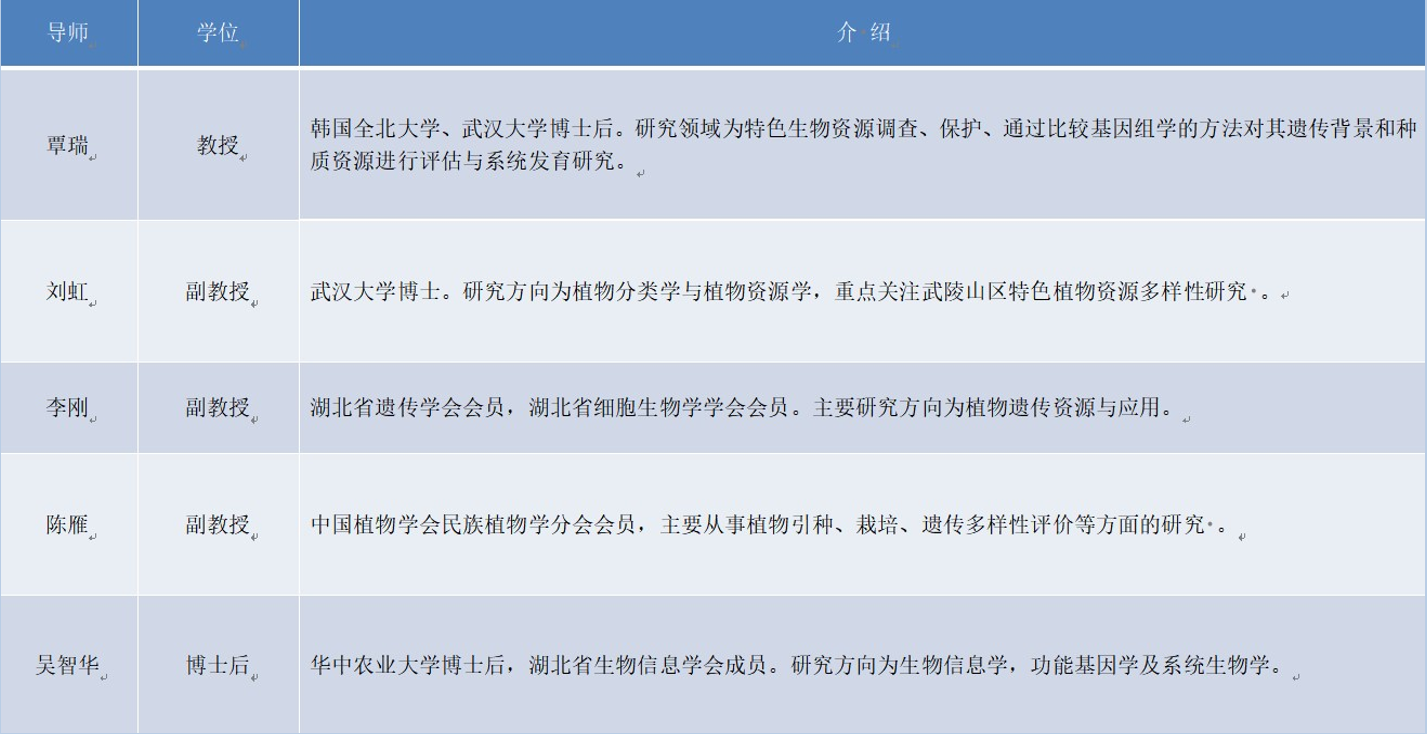 导师 学位 介 绍
覃瑞 教授 韩国全北大学、武汉大学博士后。研究领域为特色生物资源调查、保护、通过比较基因组学的方法对其遗传背景和种
质资源进行评估与系统发育研究。
刘虹 副教授 武汉大学博士。研究方向为植物分类学与植物资源学，重点关注武陵山区特色植物资源多样性研究 。
李刚 副教授 湖北省遗传学会会员，湖北省细胞生物学学会会员。主要研究方向为植物遗传资源与应用。
陈雁 副教授 中国植物学会民族植物学分会会员，主要从事植物引种、栽培、遗传多样性评价等方面的研究 。
吴智华 博士后 华中农业大学博士后，湖北省生物信息学会成员。研究方向为生物信息学，功能基因学及系统生物学。